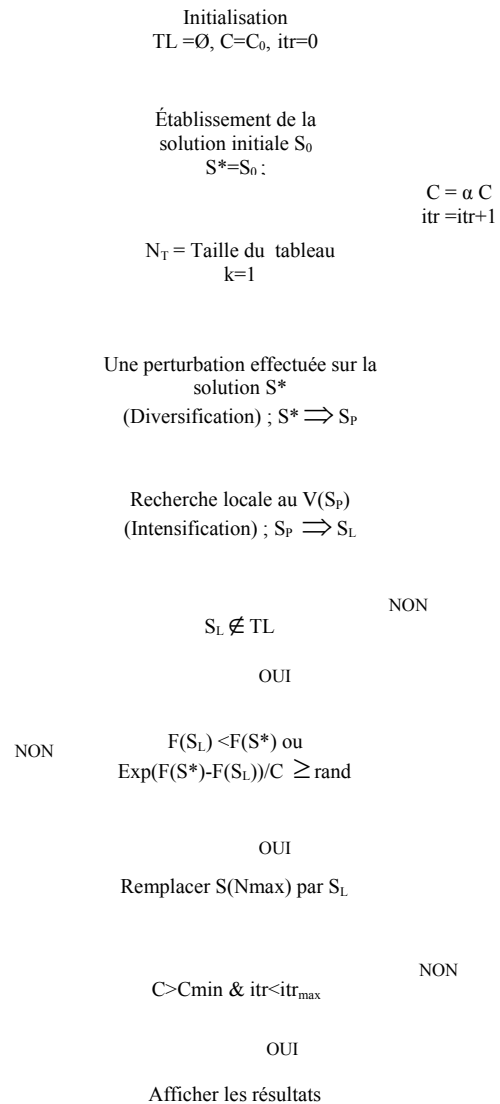 Initialisation
TL =Ø, C=C₀, itr=0
Établissement de la
solution initiale S₀
S*=S₀ ;
C = α C
itr =itr+1
N_T = Taille du tableau
k=1
Une perturbation effectuée sur la
solution S*
(Diversification) ; S* ⟹ S_P
Recherche locale au V(S_P)
(Intensification) ; S_P ⟹ S_L
NON
S_L ∉ TL
OUI
F(S_L) <F(S*) ou
NON
Exp(F(S*)-F(S_L))/C ≥ rand
OUI
Remplacer S(Nmax) par S_L
NON
C>Cmin & itr<itr_max
OUI
Afficher les résultats